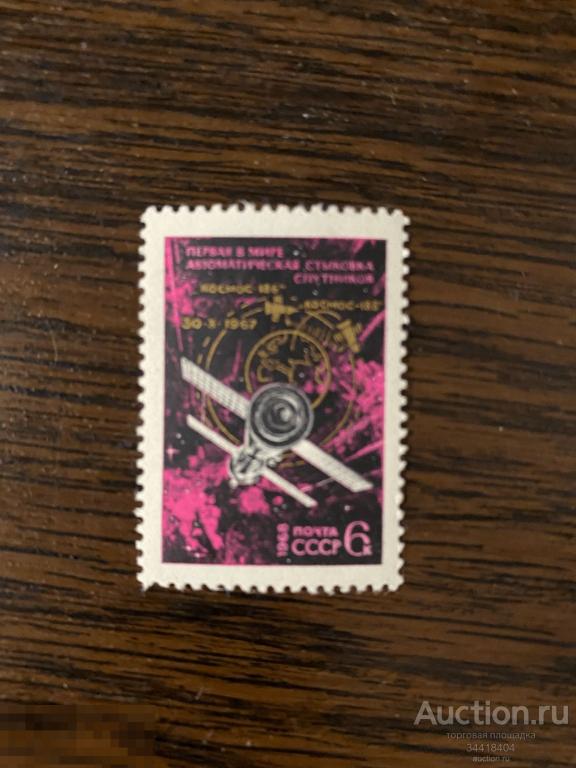 ПЕРВАЯ В МИРЕ
АВТОМАТИЧЕСКАЯ СТЫКОВКА
СПУТНИКОВ
КОСМОС-186"
КОСМОС-188"
30-X-1967
1968
ПОЧТА
СССР
6к
Auction.ru
торговая площадка
34418404
auction.ru